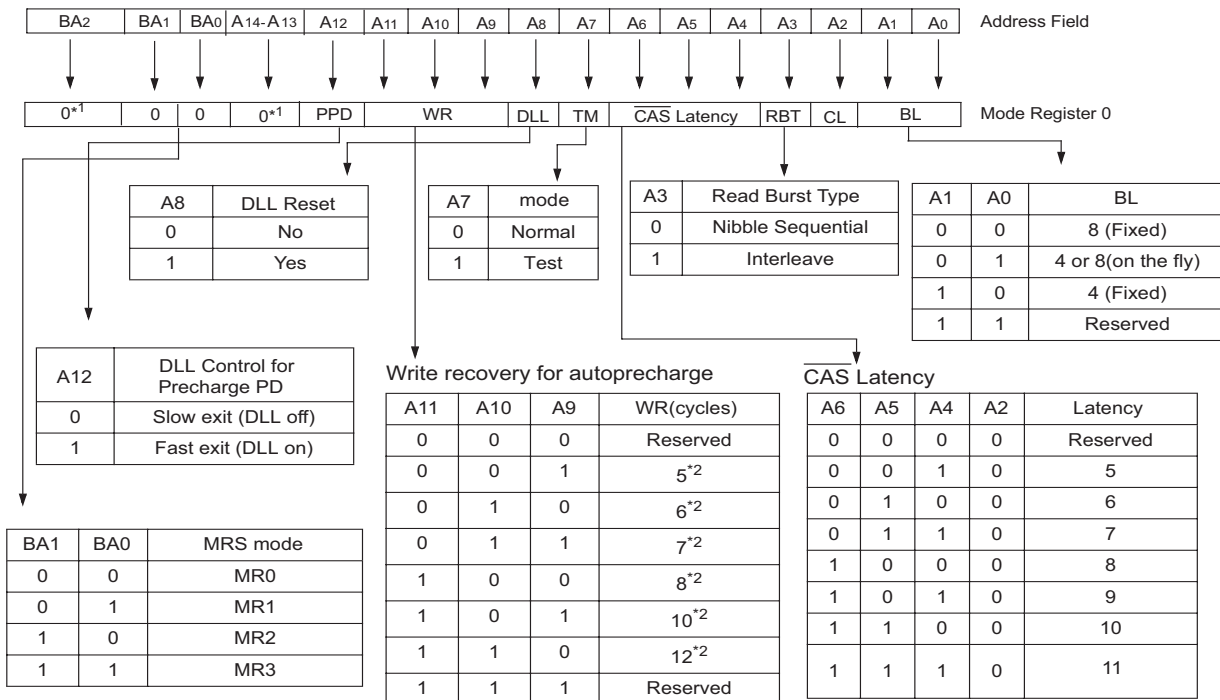 BA2 BA1 BA0 A14-A13 A12 A11 A10 A9 A8 A7 A6 A5 A4 A3 A2 A1 A0 Address Field
0*1 0 0 0*1 PPD WR DLL TM CAS Latency RBT CL BL Mode Register 0
A8 DLL Reset
0 No
1 Yes
A7 mode
0 Normal
1 Test
A3 Read Burst Type
0 Nibble Sequential
1 Interleave
A1 A0 BL
0 0 8 (Fixed)
0 1 4 or 8(on the fly)
1 0 4 (Fixed)
1 1 Reserved
A12 DLL Control for
Precharge PD
0 Slow exit (DLL off)
1 Fast exit (DLL on)
Write recovery for autoprecharge
A11 A10 A9 WR(cycles)
0 0 0 Reserved
0 0 1 5*2
0 1 0 6*2
0 1 1 7*2
1 0 0 8*2
1 0 1 10*2
1 1 0 12*2
1 1 1 Reserved
CAS Latency
A6 A5 A4 A2 Latency
0 0 0 0 Reserved
0 0 1 0 5
0 1 0 0 6
0 1 1 0 7
1 0 0 0 8
1 0 1 0 9
1 1 0 0 10
1 1 1 0 11
BA1 BA0 MRS mode
0 0 MR0
0 1 MR1
1 0 MR2
1 1 MR3